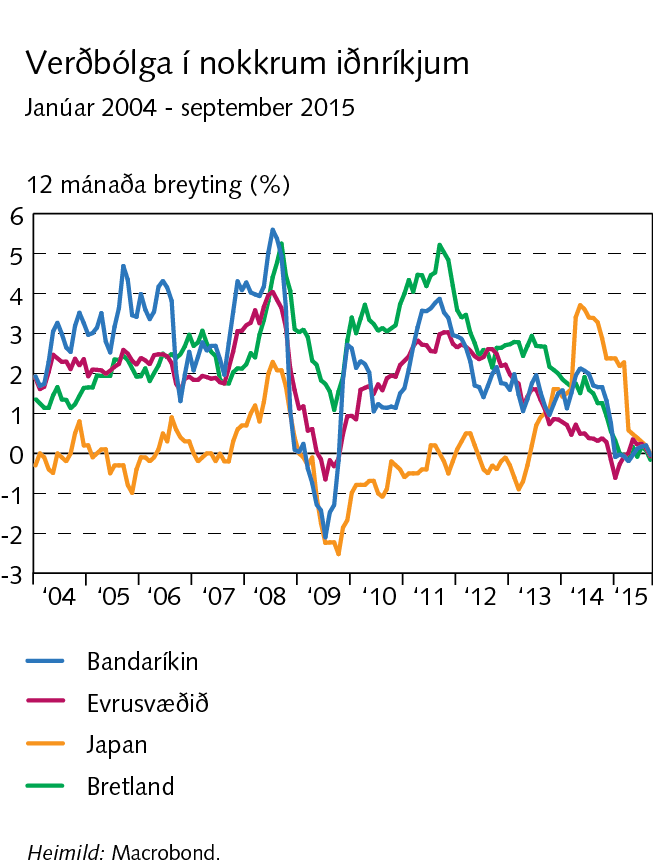 Verðbólga í nokkrum iðnríkjum
Janúar 2004 - september 2015
12 mánaða breyting (%)
6
5
4
3
2
1
0
-1
-2
-3
‘04 ‘05 ‘06 ‘07 ‘08 ‘09 ‘10 ‘11 ‘12 ‘13 ‘14 ‘15
Bandaríkin
Evrusvæðið
Japan
Bretland
Heimild: Macrobond.